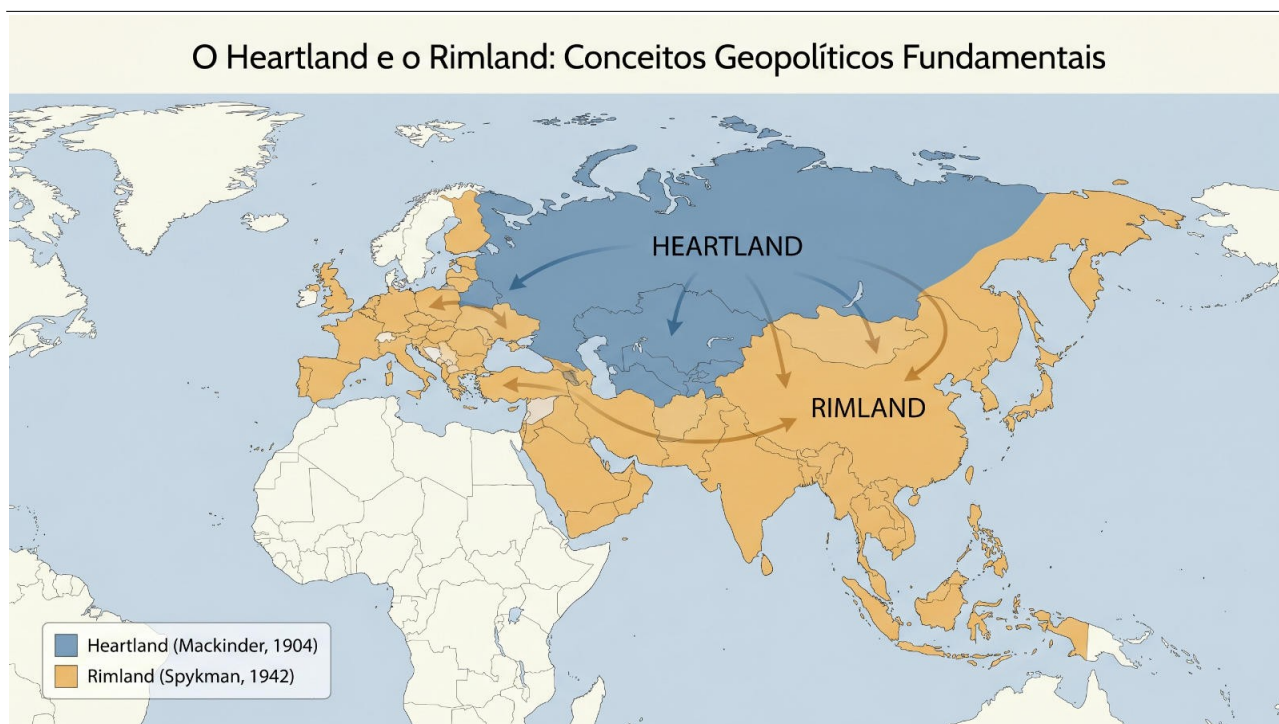 O Heartland e o Rimland: Conceitos Geopolíticos Fundamentais
HEARTLAND
RIMLAND
Heartland (Mackinder, 1904)
Rimland (Spykman, 1942)